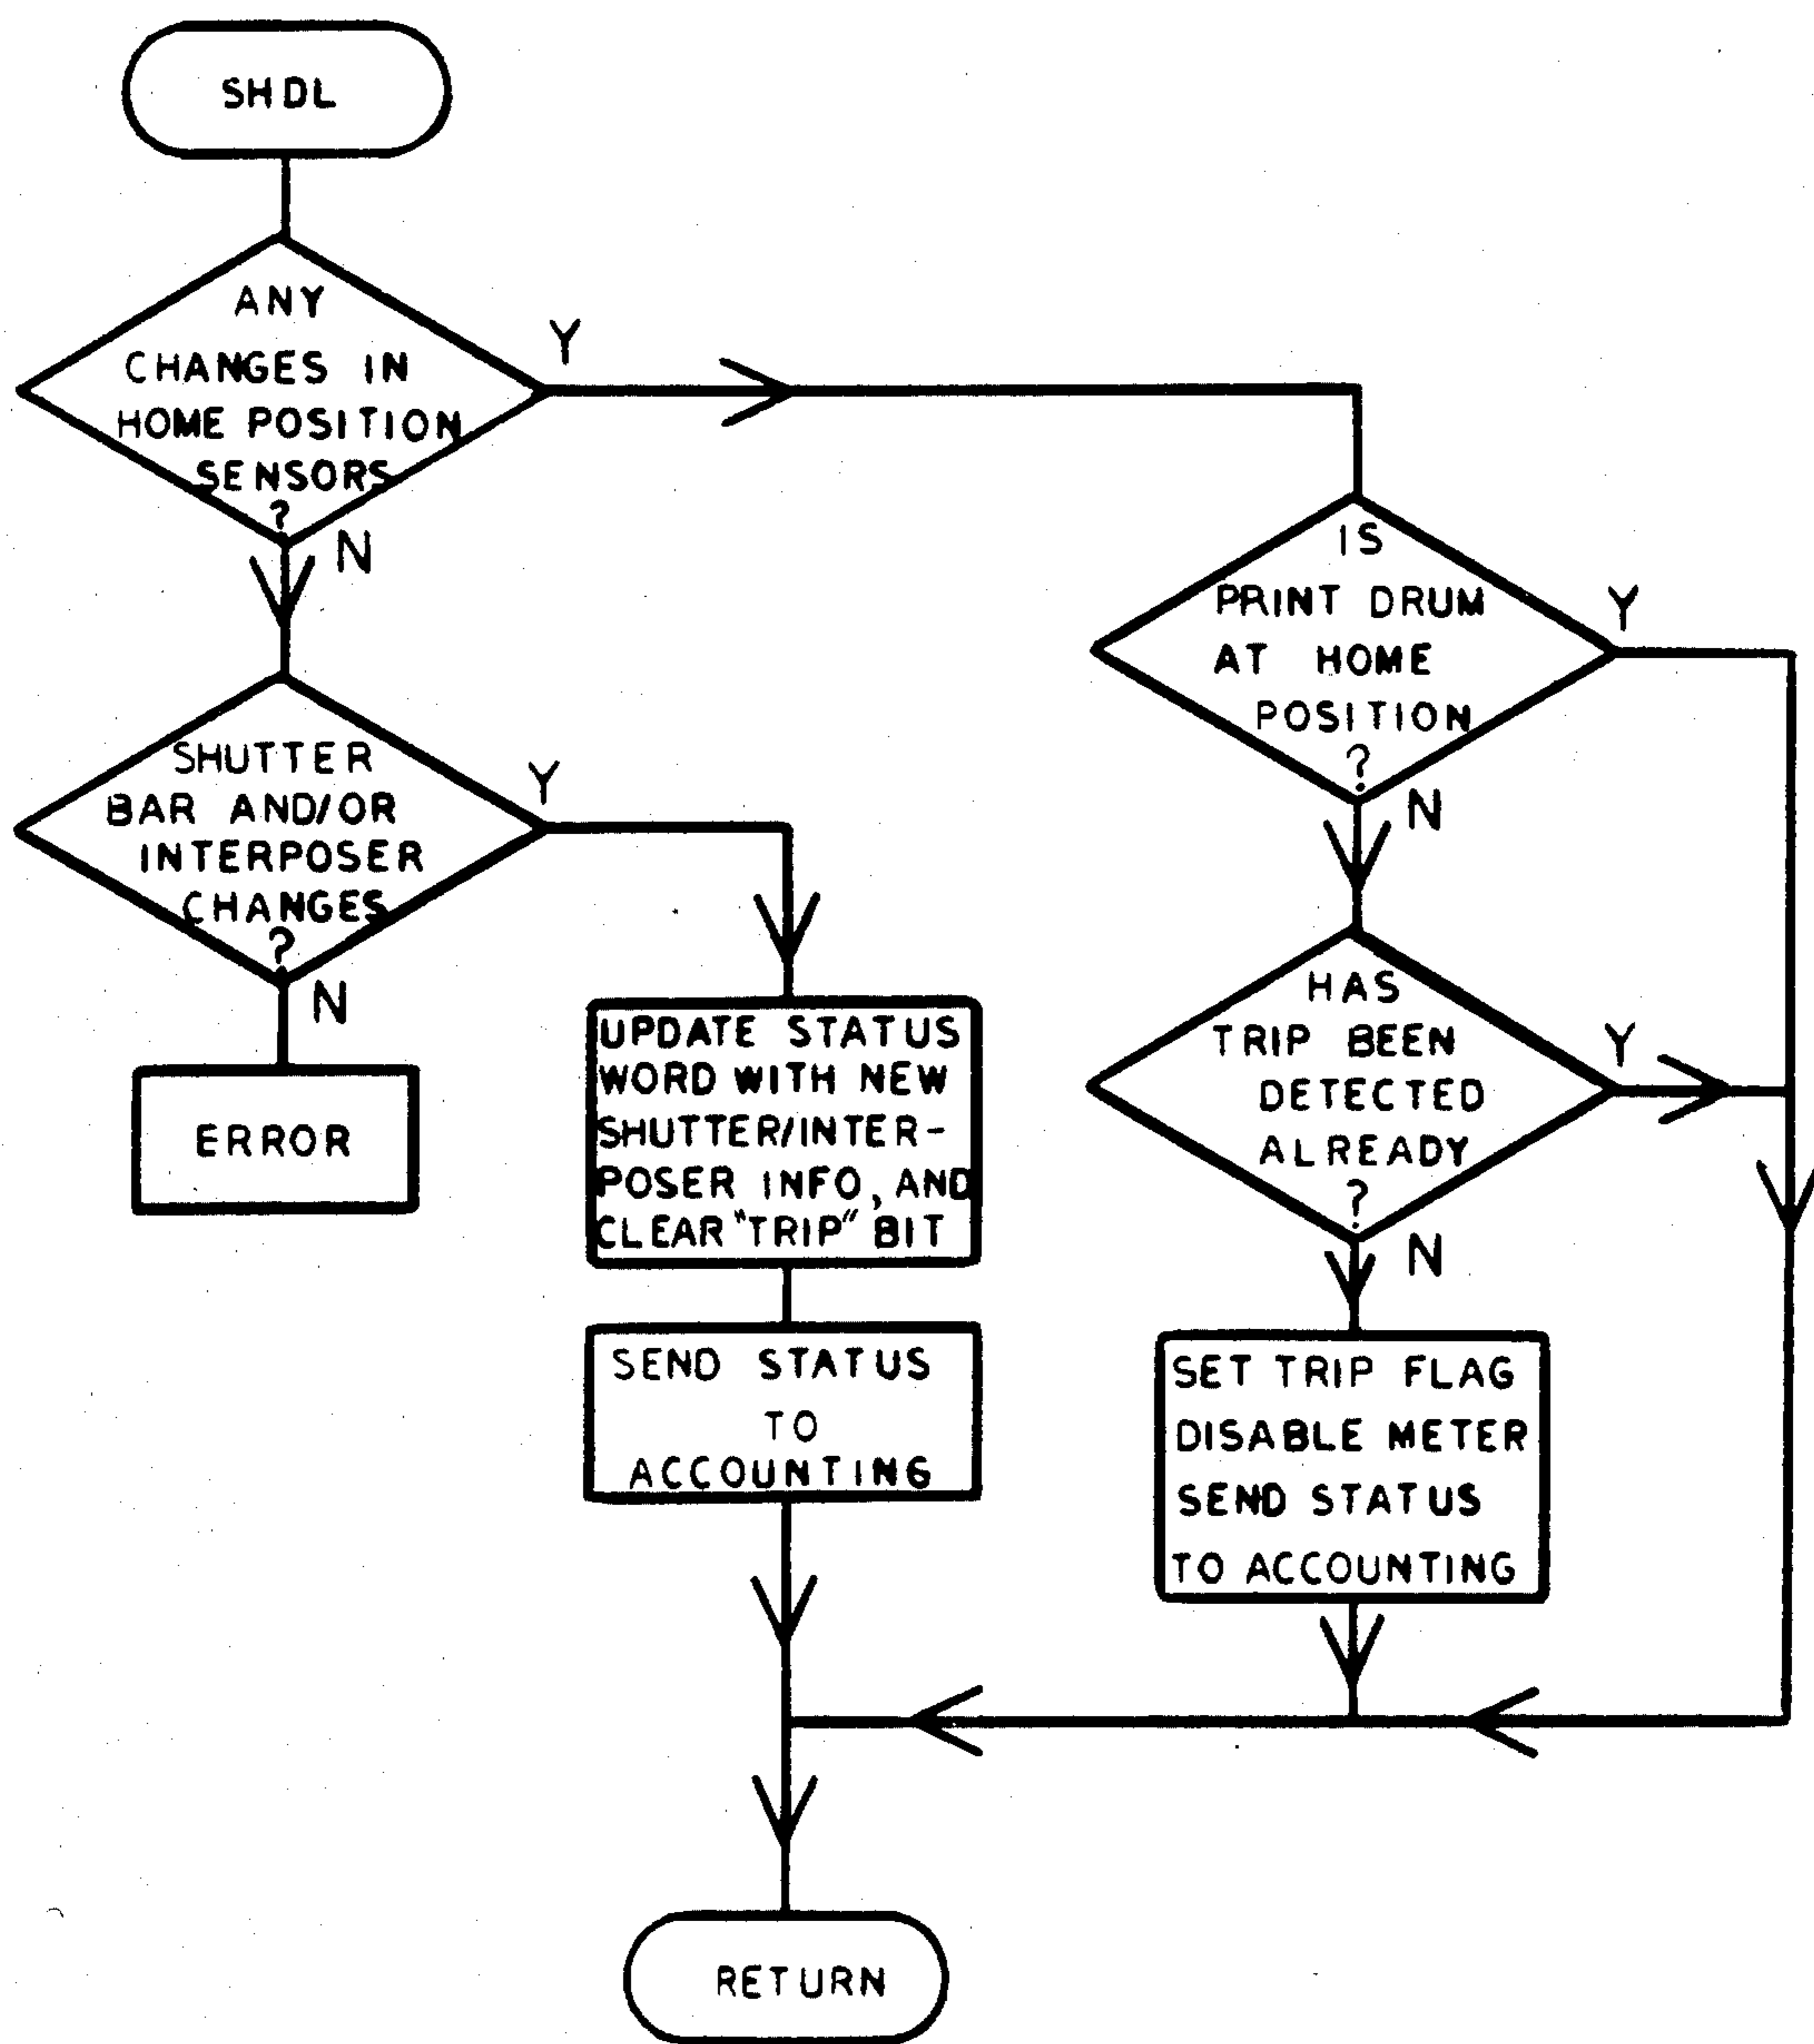 SHDL
ANY
CHANGES IN
HOME POSITION
SENSORS
?
Y
N
SHUTTER
BAR AND/OR
INTERPOSER
CHANGES
?
Y
N
ERROR
UPDATE STATUS
WORD WITH NEW
SHUTTER/INTER-
POSER INFO, AND
CLEAR "TRIP" BIT
SEND STATUS
TO
ACCOUNTING
IS
PRINT DRUM
AT HOME
POSITION
?
Y
N
HAS
TRIP BEEN
DETECTED
ALREADY
?
Y
N
SET TRIP FLAG
DISABLE METER
SEND STATUS
TO ACCOUNTING
RETURN